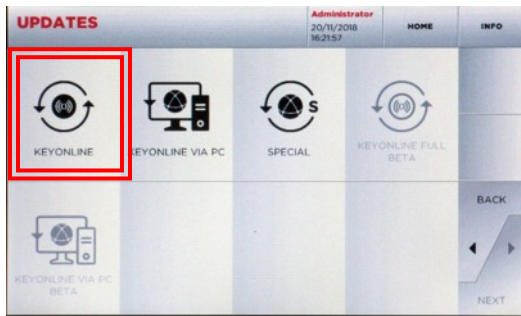 UPDATES
Administrator
20/11/2018
16:21:57
HOME
INFO
KEYONLINE
KEYONLINE VIA PC
S
SPECIAL
KEYONLINE FULL
BETA
KEYONLINE VIA PC
BETA
BACK
NEXT